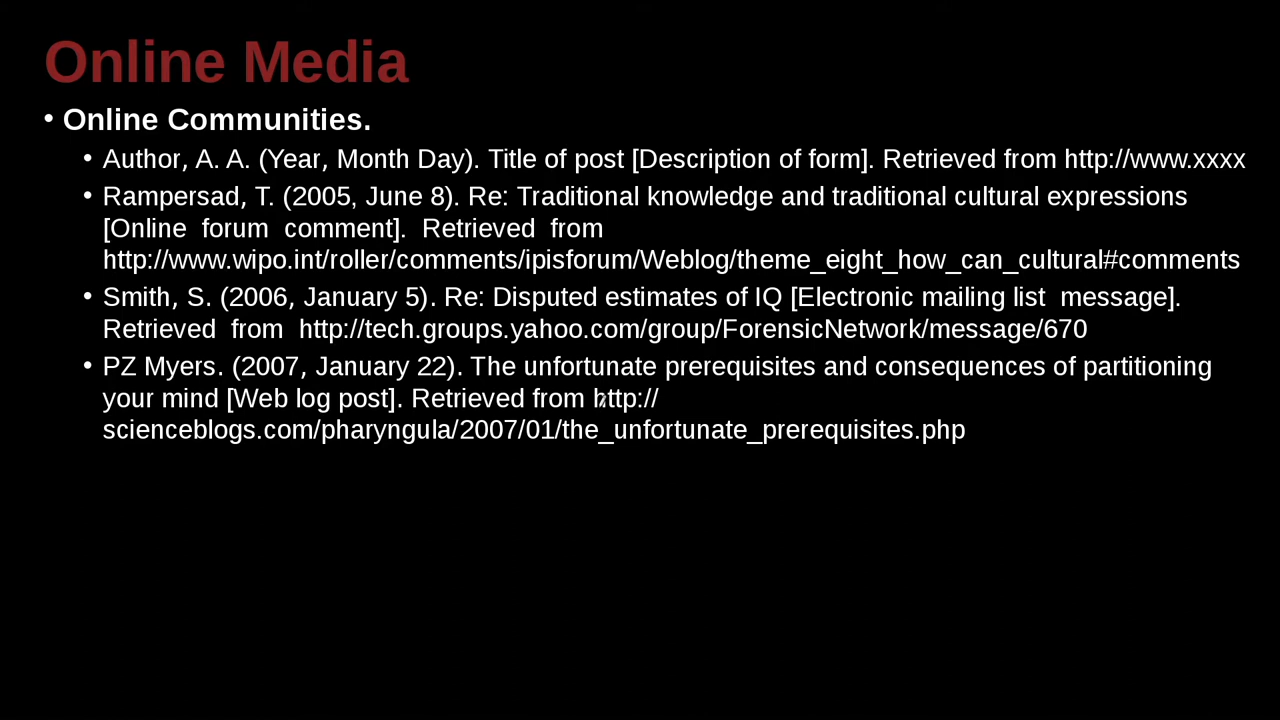 Online Media
• Online Communities.
• Author, A. A. (Year, Month Day). Title of post [Description of form]. Retrieved from http://www.xxxx
• Rampersad, T. (2005, June 8). Re: Traditional knowledge and traditional cultural expressions
[Online forum comment]. Retrieved from
http://www.wipo.int/roller/comments/ipisforum/Weblog/theme_eight_how_can_cultural#comments
• Smith, S. (2006, January 5). Re: Disputed estimates of IQ [Electronic mailing list message].
Retrieved from http://tech.groups.yahoo.com/group/ForensicNetwork/message/670
• PZ Myers. (2007, January 22). The unfortunate prerequisites and consequences of partitioning
your mind [Web log post]. Retrieved from http://
scienceblogs.com/pharyngula/2007/01/the_unfortunate_prerequisites.php